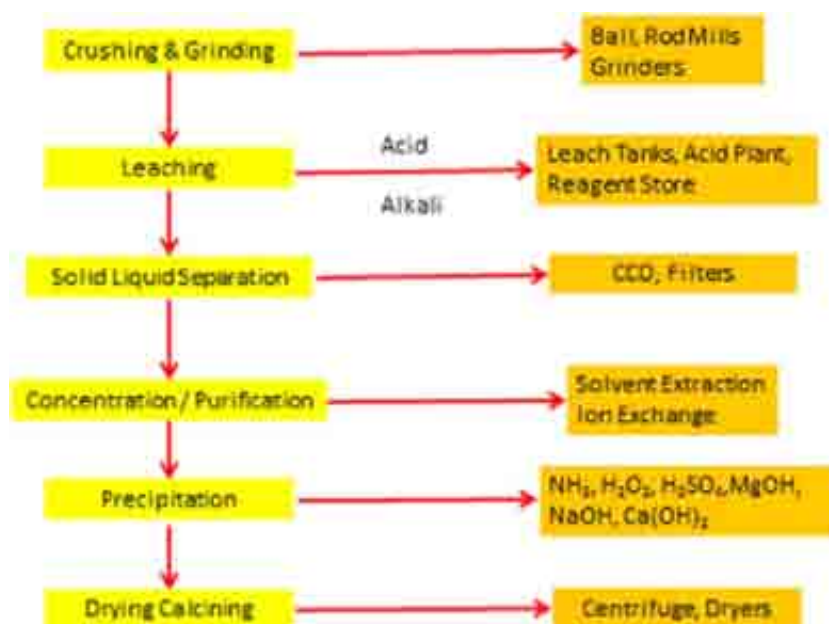 Crushing & Grinding
Ball, Rod Mills
Grinders
Leaching
Acid
Alkali
Leach Tanks, Acid Plant,
Reagent Store
Solid Liquid Separation
CCD, Filters
Concentration / Purification
Solvent Extraction
Ion Exchange
Precipitation
NH₃, H₂O₂, H₂SO₄,MgOH,
NaOH, Ca(OH)₂
Drying Calcining
Centrifuge, Dryers